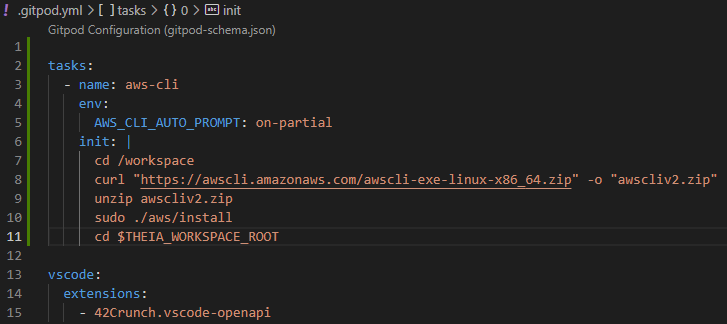 ! .gitpod.yml > [ ] tasks > { } 0 > abc init
Gitpod Configuration (gitpod-schema.json)
1
2 tasks:
3   - name: aws-cli
4     env:
5       AWS_CLI_AUTO_PROMPT: on-partial
6     init: |
7       cd /workspace
8       curl "https://awscli.amazonaws.com/awscli-exe-linux-x86_64.zip" -o "awscliv2.zip"
9       unzip awscliv2.zip
10       sudo ./aws/install
11       cd $THEIA_WORKSPACE_ROOT
12
13 vscode:
14   extensions:
15     - 42Crunch.vscode-openapi